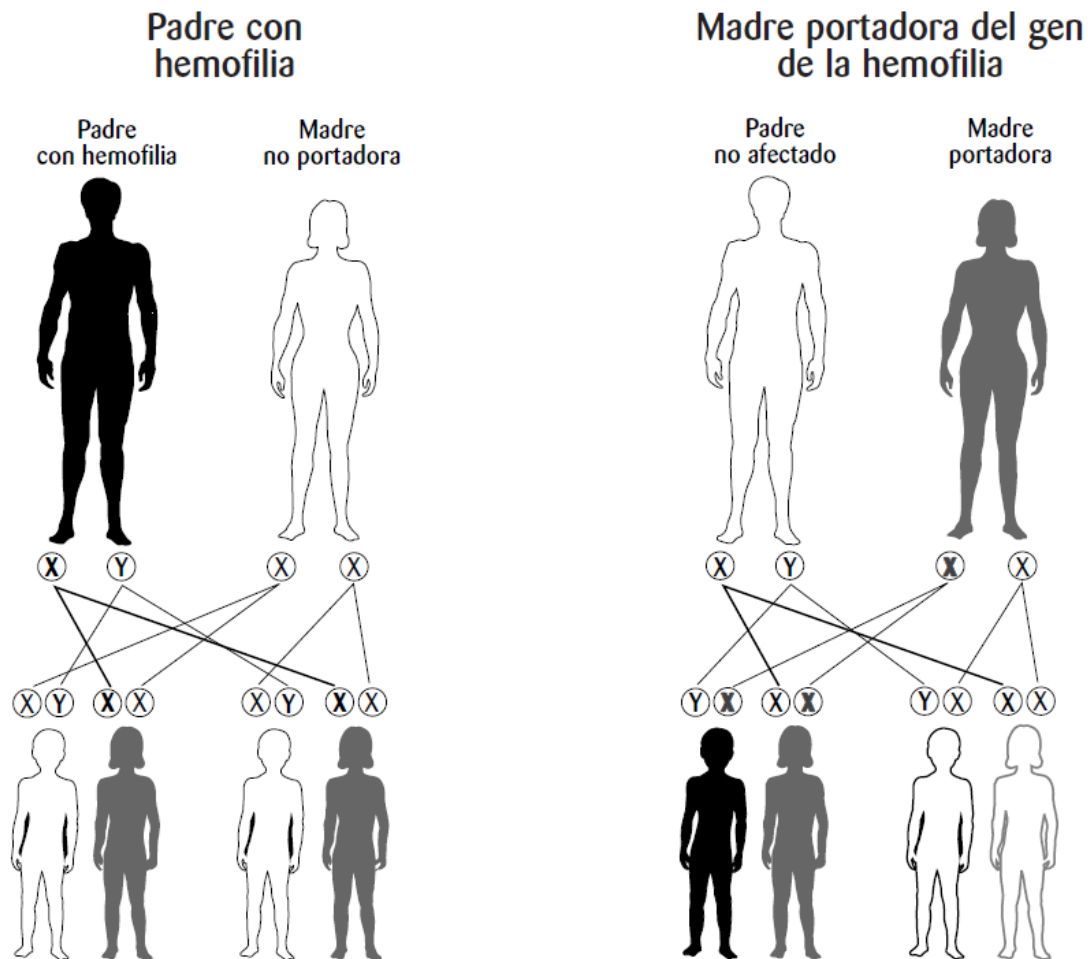 Padre con
hemofilia
Madre portadora del gen
de la hemofilia
Padre
con hemofilia
Madre
no portadora
Padre
no afectado
Madre
portadora
X Y X X
X Y X X
X Y X X X Y X X
Y X X X Y X X X